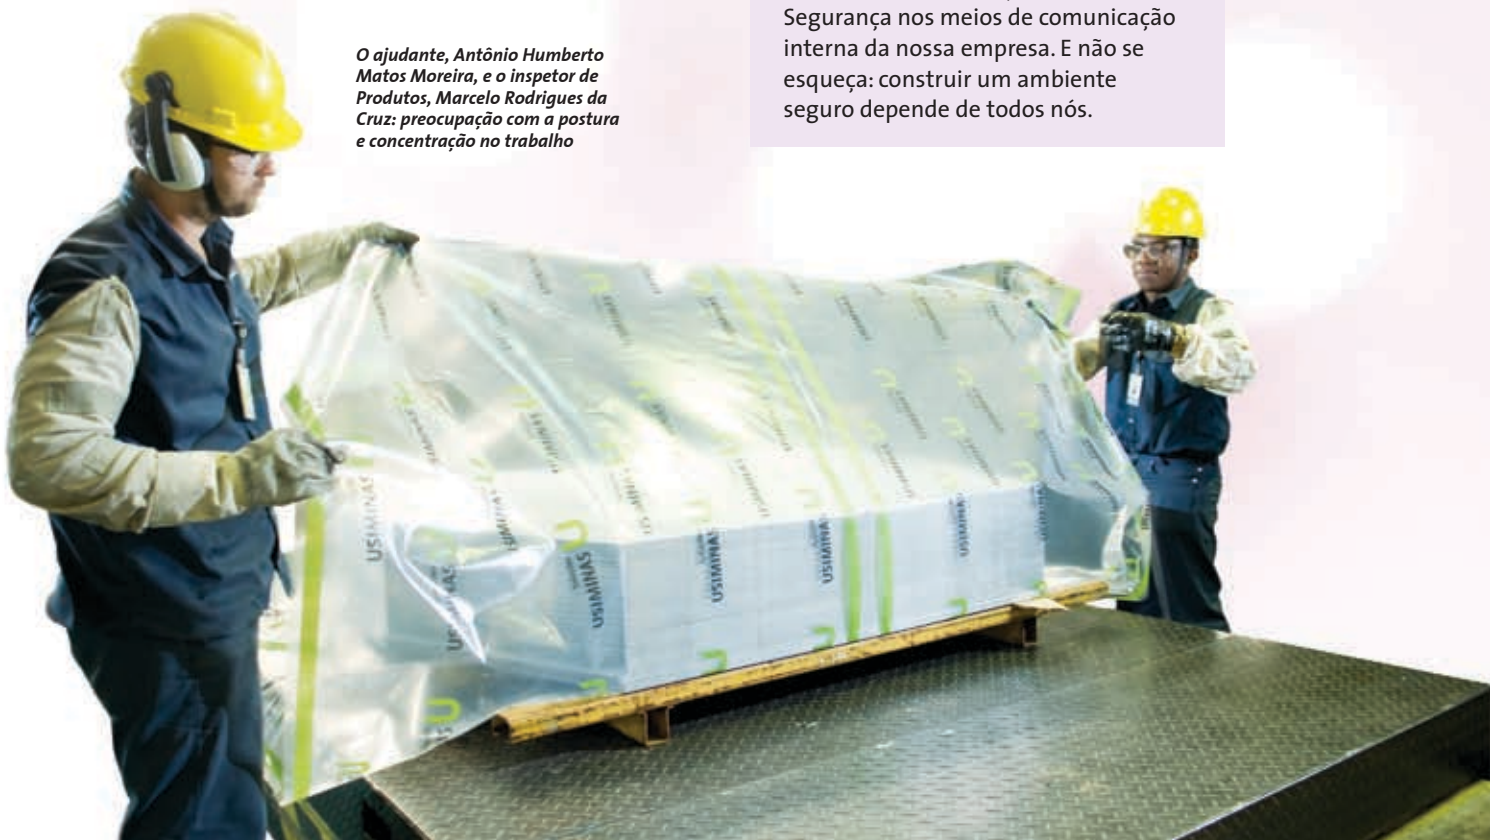 O ajudante, Antônio Humberto
Matos Moreira, e o inspetor de
Produtos, Marcelo Rodrigues da
Cruz: preocupação com a postura
e concentração no trabalho
Segurança nos meios de comunicação
interna da nossa empresa. E não se
esqueça: construir um ambiente
seguro depende de todos nós.
USIMINAS
USIMINAS
USIMINAS
USIMINAS
USIMINAS